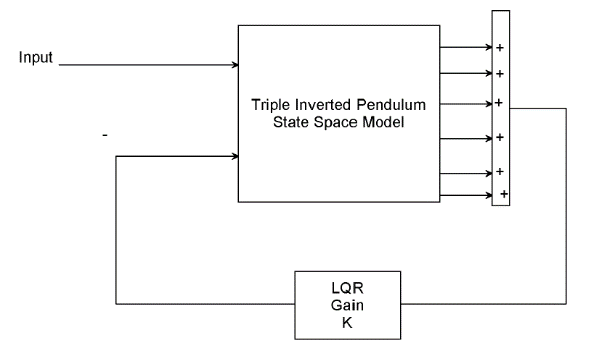 Input
-
Triple Inverted Pendulum
State Space Model
+
+
+
+
+
+
LQR
Gain
K